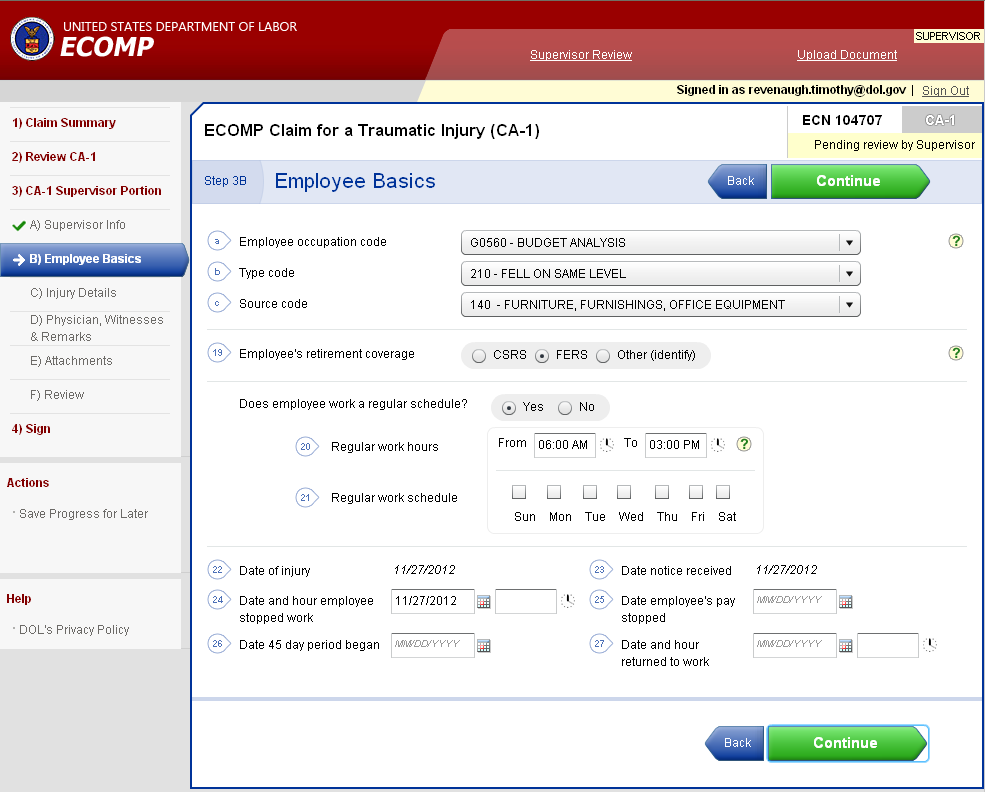 UNITED STATES DEPARTMENT OF LABOR
ECOMP
SUPERVISOR
Supervisor Review
Upload Document
Signed in as revenaugh.timothy@dol.gov | Sign Out
1) Claim Summary
2) Review CA-1
3) CA-1 Supervisor Portion
A) Supervisor Info
B) Employee Basics
C) Injury Details
D) Physician, Witnesses
& Remarks
E) Attachments
F) Review
4) Sign
Actions
Save Progress for Later
Help
DOL's Privacy Policy
ECOMP Claim for a Traumatic Injury (CA-1)
ECN 104707
CA-1
Pending review by Supervisor
Step 3B
Employee Basics
Back
Continue
a Employee occupation code G0560 - BUDGET ANALYSIS ?
b Type code 210 - FELL ON SAME LEVEL
c Source code 140 - FURNITURE, FURNISHINGS, OFFICE EQUIPMENT
19 Employee's retirement coverage CSRS FERS Other (identify) ?
Does employee work a regular schedule? Yes No
20 Regular work hours From 06:00 AM To 03:00 PM ?
21 Regular work schedule
Sun Mon Tue Wed Thu Fri Sat
22 Date of injury 11/27/2012
23 Date notice received 11/27/2012
24 Date and hour employee
stopped work
11/27/2012
25 Date employee's pay
stopped
MM/DD/YYYY
26 Date 45 day period began MM/DD/YYYY
27 Date and hour
returned to work
MM/DD/YYYY
Back
Continue